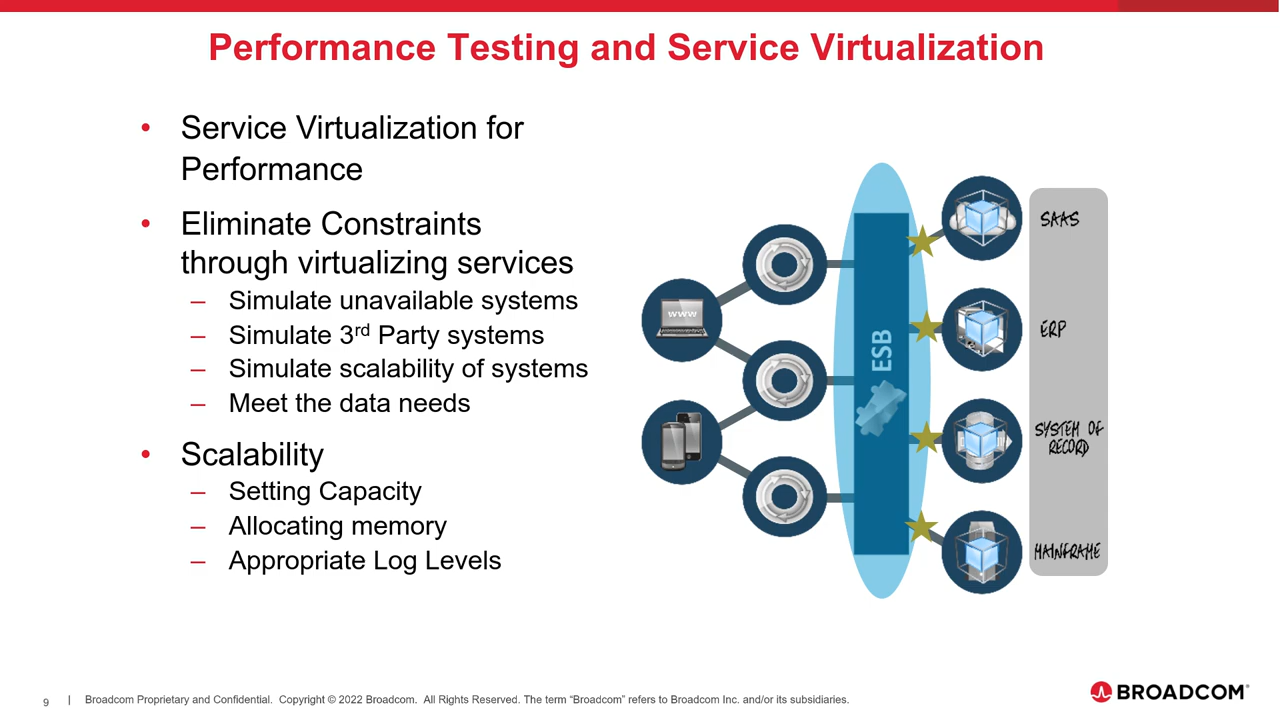 Performance Testing and Service Virtualization
• Service Virtualization for
Performance
• Eliminate Constraints
through virtualizing services
– Simulate unavailable systems
– Simulate 3rd Party systems
– Simulate scalability of systems
– Meet the data needs
• Scalability
– Setting Capacity
– Allocating memory
– Appropriate Log Levels
www
ESB
SAAS
ERP
SYSTEM OF
RECORD
MAINFRAME
9 | Broadcom Proprietary and Confidential. Copyright © 2022 Broadcom. All Rights Reserved. The term “Broadcom” refers to Broadcom Inc. and/or its subsidiaries.
BROADCOM®